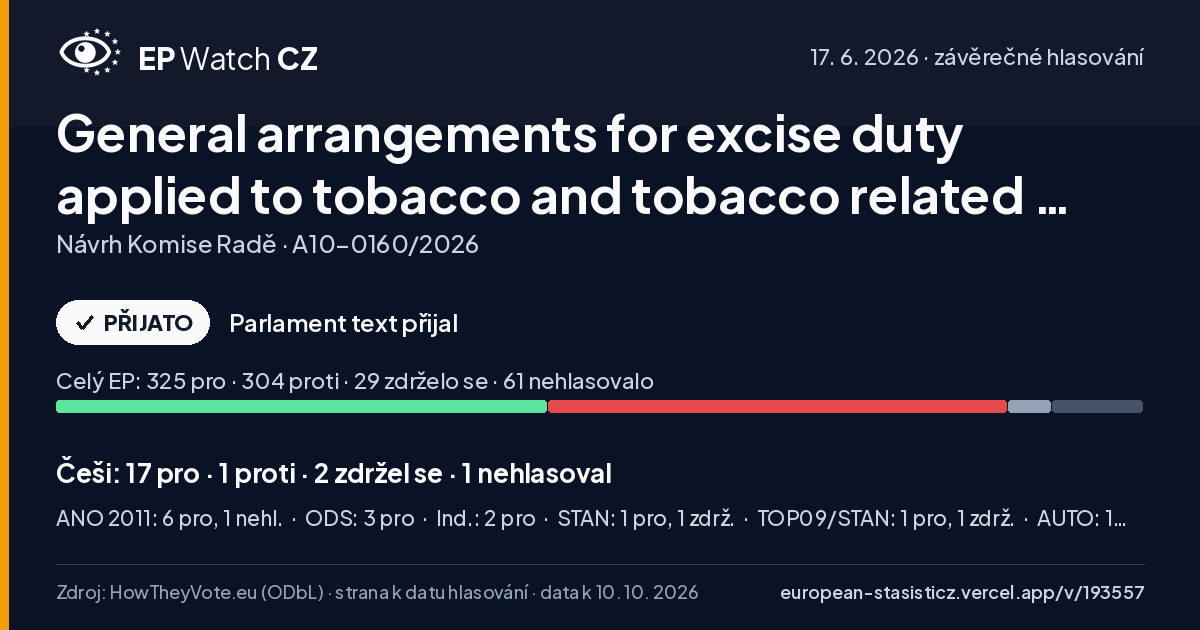 EP Watch CZ
17. 6. 2026 · závěrečné hlasování
General arrangements for excise duty
applied to tobacco and tobacco related …
Návrh Komise Radě · A10–0160/2026
✓ PŘIJATO
Parlament text přijal
Celý EP: 325 pro · 304 proti · 29 zdrželo se · 61 nehlasovalo
Češi: 17 pro · 1 proti · 2 zdržel se · 1 nehlasoval
ANO 2011: 6 pro, 1 nehl. · ODS: 3 pro · Ind.: 2 pro · STAN: 1 pro, 1 zdrž. · TOP09/STAN: 1 pro, 1 zdrž. · AUTO: 1…
Zdroj: HowTheyVote.eu (ODbL) · strana k datu hlasování · data k 10. 10. 2026
european-stasisticz.vercel.app/v/193557